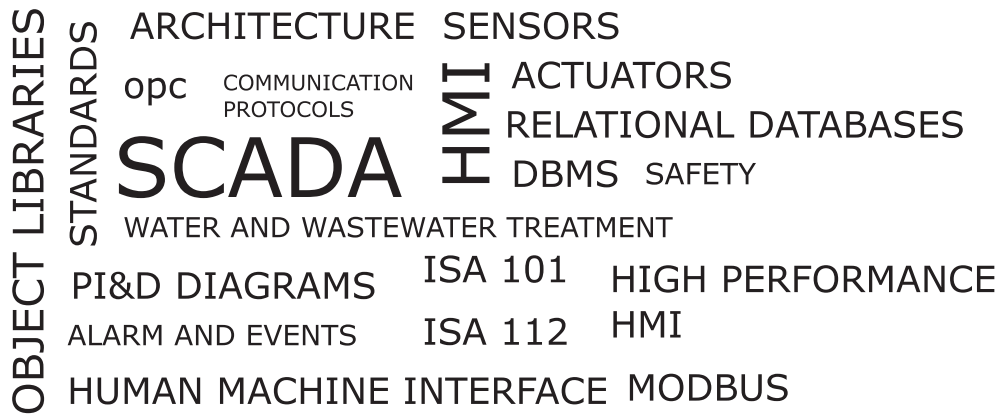 OBJECT LIBRARIES
STANDARDS
ARCHITECTURE
SENSORS
opc
COMMUNICATION
PROTOCOLS
HMI
ACTUATORS
RELATIONAL DATABASES
SCADA
DBMS
SAFETY
WATER AND WASTEWATER TREATMENT
PI&D DIAGRAMS
ISA 101
HIGH PERFORMANCE
HMI
ALARM AND EVENTS
ISA 112
HUMAN MACHINE INTERFACE
MODBUS